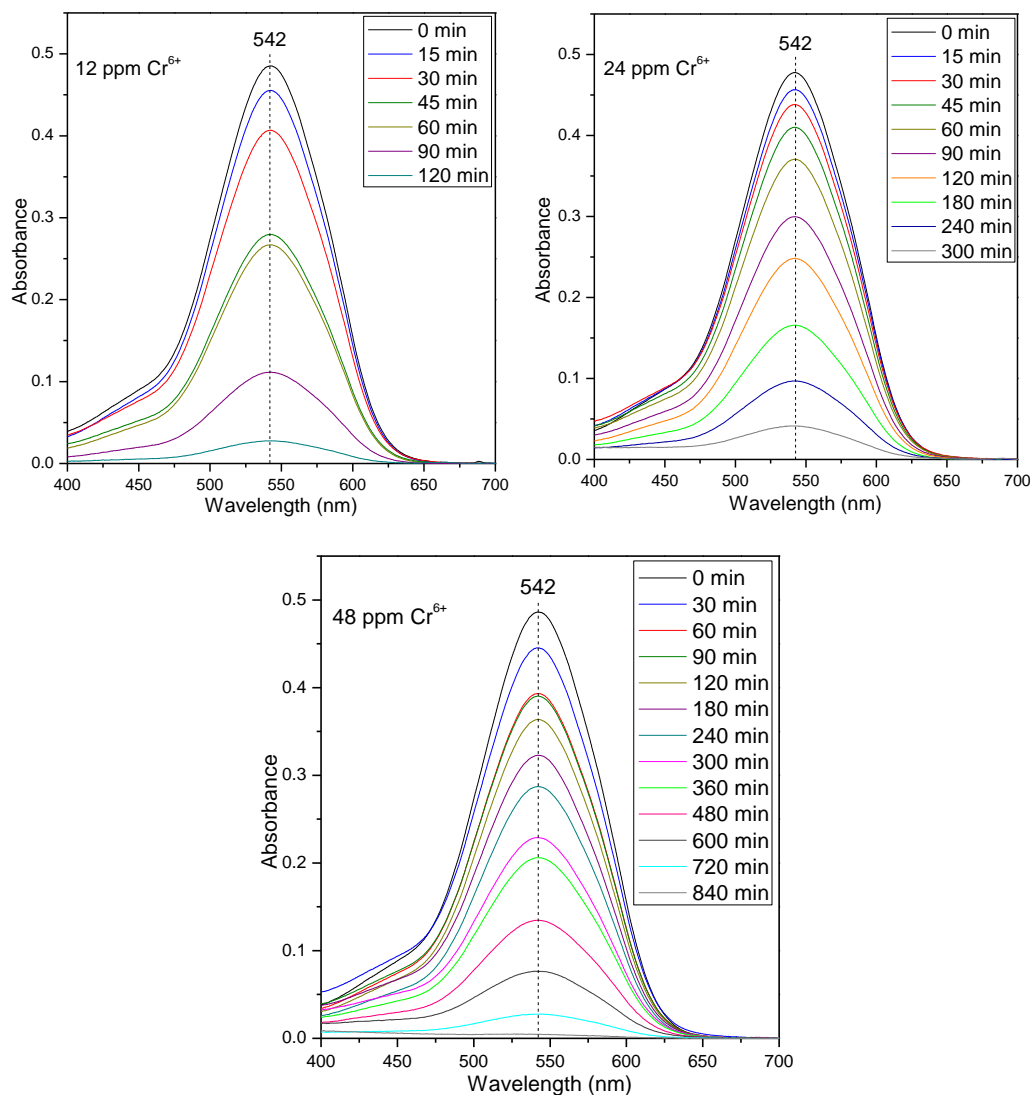 542
12 ppm Cr⁶⁺
0 min
15 min
30 min
45 min
60 min
90 min
120 min
0.5
0.4
0.3
0.2
0.1
0.0
Absorbance
400
450
500
550
600
650
700
Wavelength (nm)
542
24 ppm Cr⁶⁺
0 min
15 min
30 min
45 min
60 min
90 min
120 min
180 min
240 min
300 min
0.5
0.4
0.3
0.2
0.1
0.0
Absorbance
400
450
500
550
600
650
700
Wavelength (nm)
542
48 ppm Cr⁶⁺
0 min
30 min
60 min
90 min
120 min
180 min
240 min
300 min
360 min
480 min
600 min
720 min
840 min
0.5
0.4
0.3
0.2
0.1
0.0
Absorbance
400
450
500
550
600
650
700
Wavelength (nm)